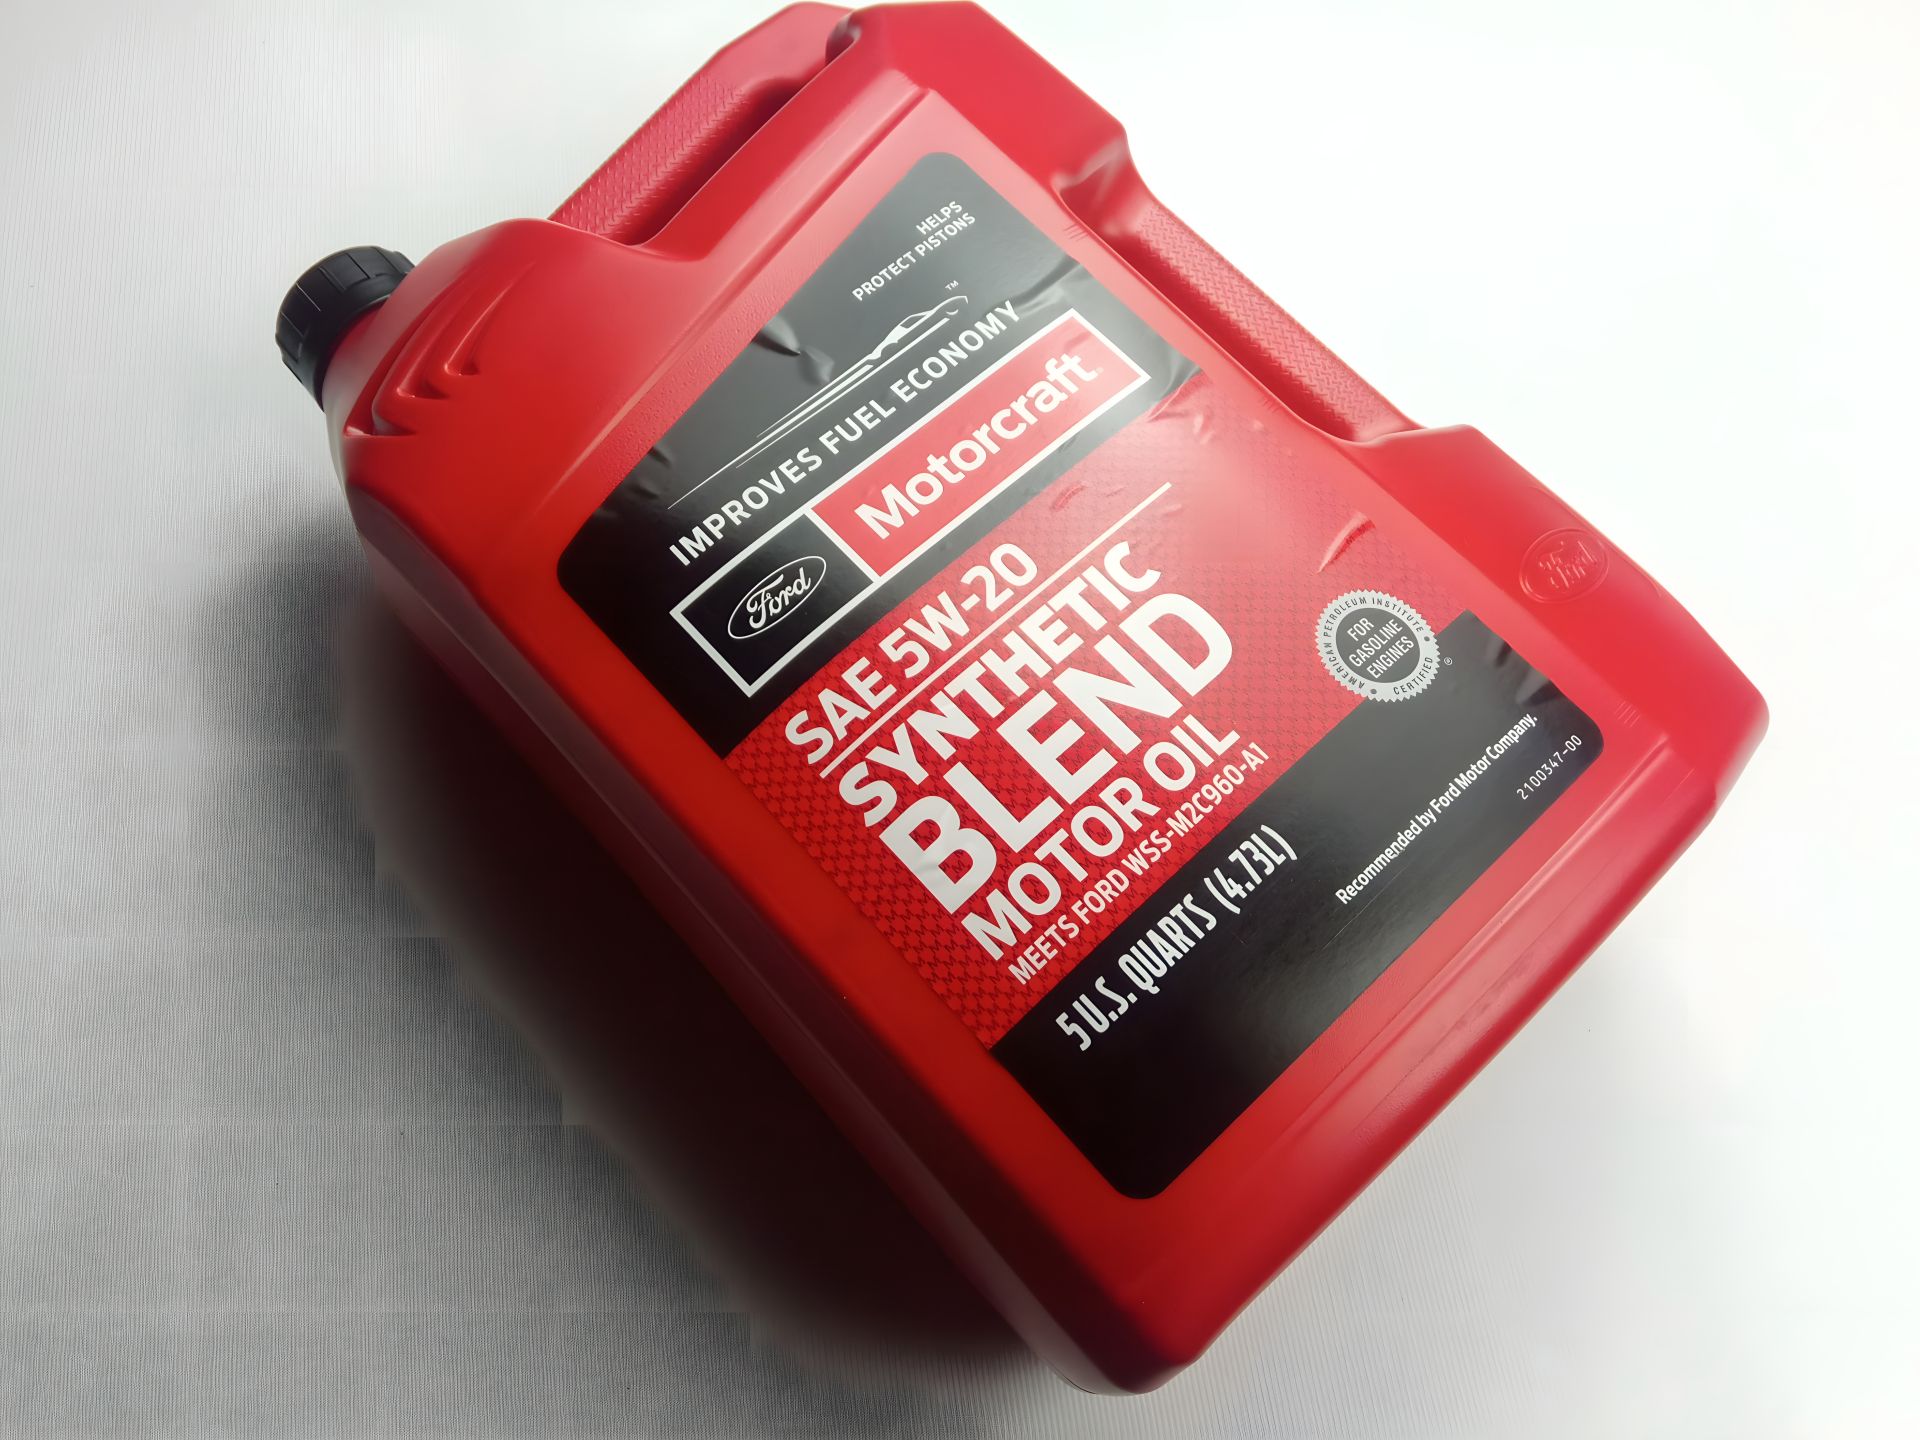 HELPS
PROTECT PISTONS
™
IMPROVES FUEL ECONOMY
Ford
Motorcraft
SAE 5W-20
SYNTHETIC
BLEND
MOTOR OIL
MEETS FORD WSS-M2C960-A1
5 U.S. QUARTS (4.73L)
AMERICAN PETROLEUM INSTITUTE
FOR
GASOLINE
ENGINES
CERTIFIED
®
Recommended by Ford Motor Company.
2100347-00
Ford